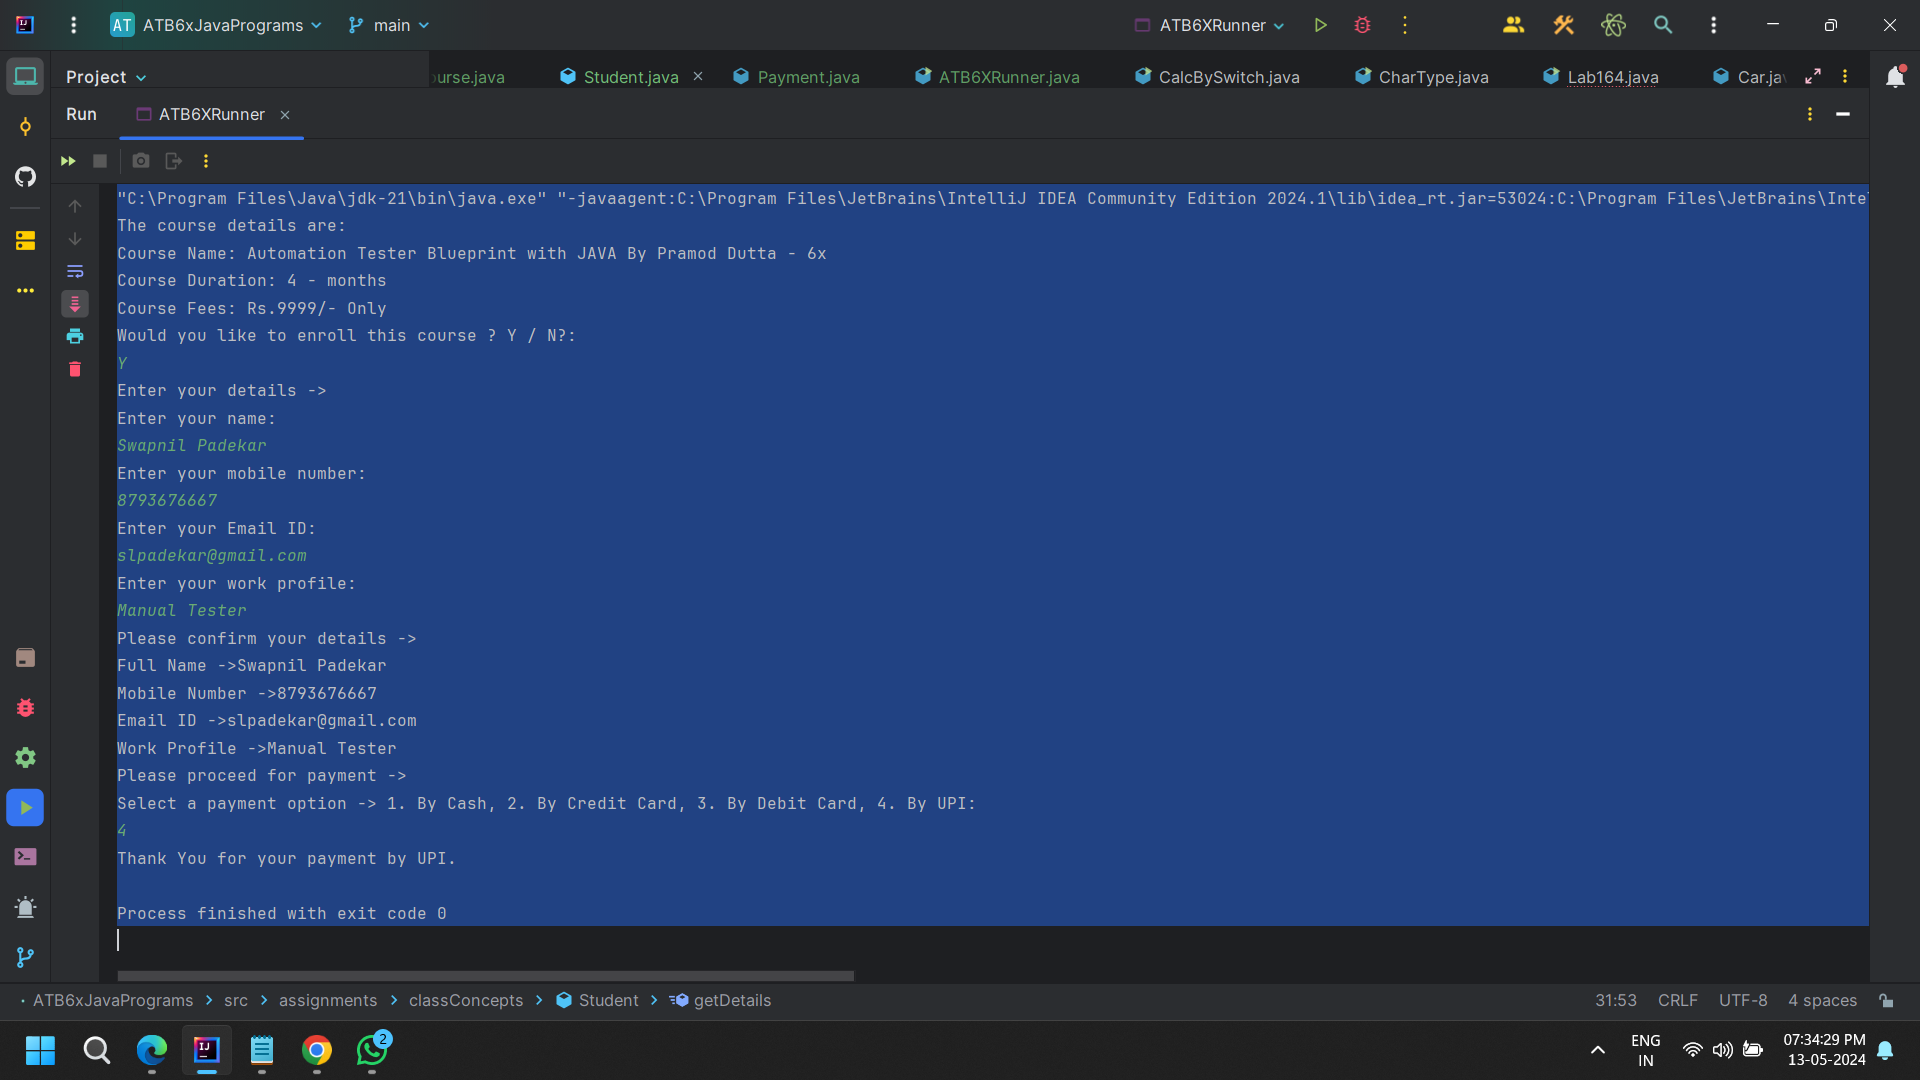 AT ATB6xJavaPrograms main ATB6XRunner
Project urse.java Student.java Payment.java ATB6XRunner.java CalcBySwitch.java CharType.java Lab164.java Car.ja
Run ATB6XRunner
"C:\Program Files\Java\jdk-21\bin\java.exe" "-javaagent:C:\Program Files\JetBrains\IntelliJ IDEA Community Edition 2024.1\lib\idea_rt.jar=53024:C:\Program Files\JetBrains\Inte
The course details are:
Course Name: Automation Tester Blueprint with JAVA By Pramod Dutta - 6x
Course Duration: 4 - months
Course Fees: Rs.9999/- Only
Would you like to enroll this course ? Y / N?:
Y
Enter your details ->
Enter your name:
Swapnil Padekar
Enter your mobile number:
8793676667
Enter your Email ID:
slpadekar@gmail.com
Enter your work profile:
Manual Tester
Please confirm your details ->
Full Name ->Swapnil Padekar
Mobile Number ->8793676667
Email ID ->slpadekar@gmail.com
Work Profile ->Manual Tester
Please proceed for payment ->
Select a payment option -> 1. By Cash, 2. By Credit Card, 3. By Debit Card, 4. By UPI:
4
Thank You for your payment by UPI.
Process finished with exit code 0
ATB6xJavaPrograms > src > assignments > classConcepts > Student > getDetails 31:53 CRLF UTF-8 4 spaces
2
ENG 07:34:29 PM
IN 13-05-2024